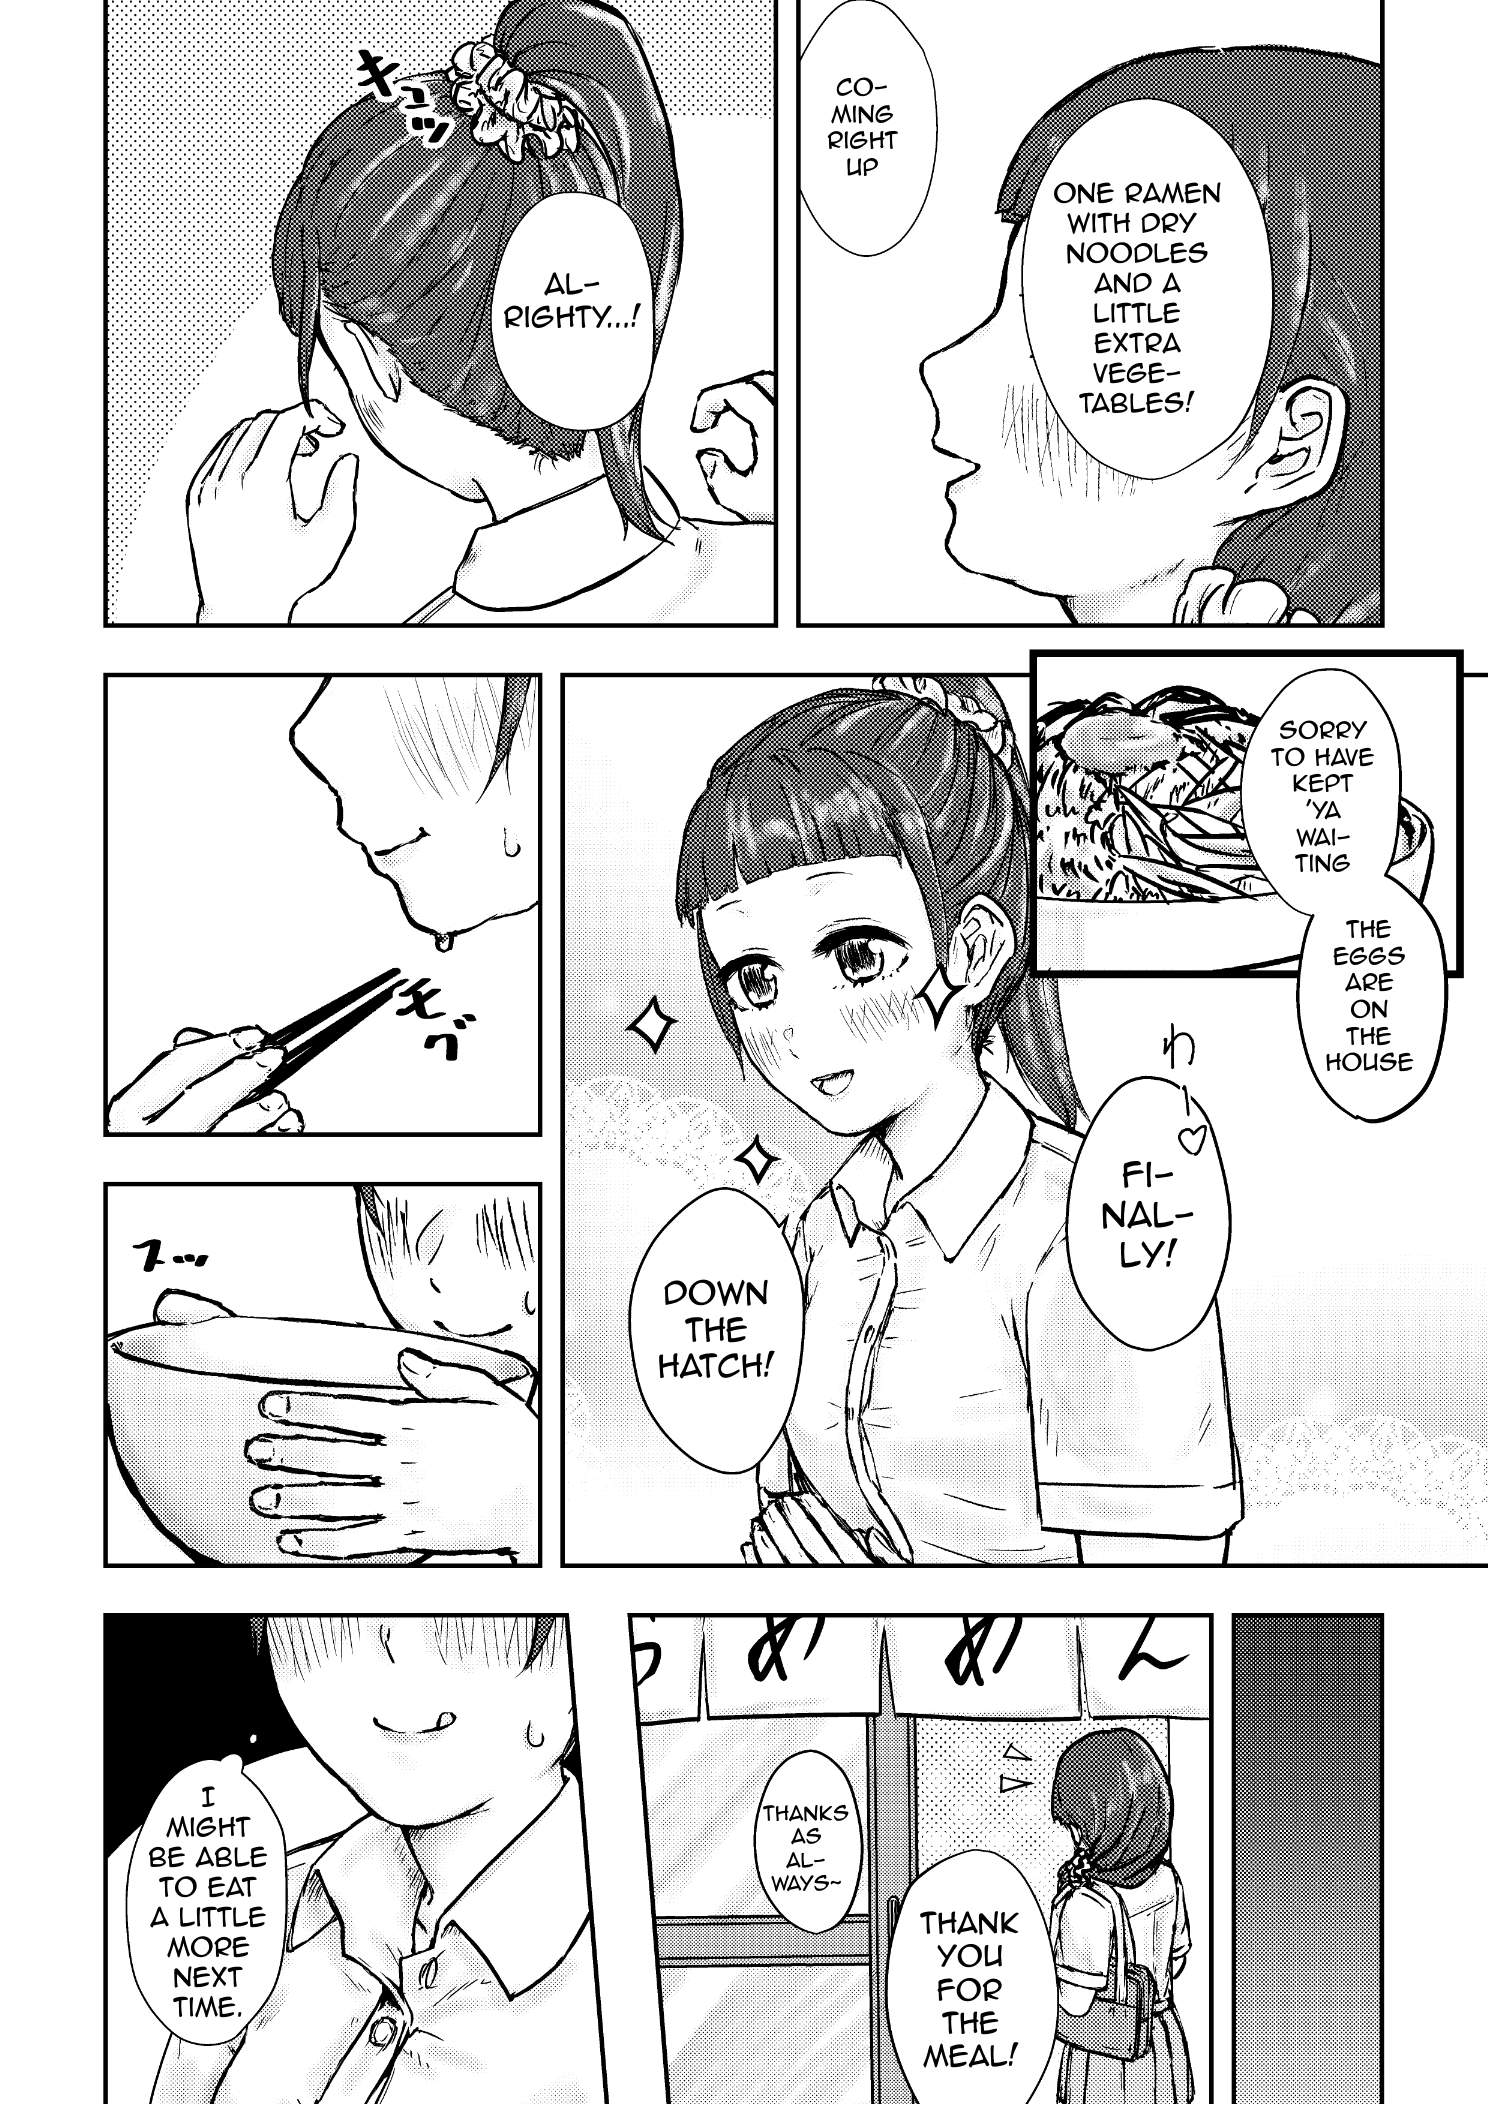 ONE RAMEN
WITH DRY
NOODLES
AND A
LITTLE
EXTRA
VEGE-
TABLES!
CO-
MING
RIGHT
UP
キュッ
AL-
RIGHTY...!
SORRY
TO HAVE
KEPT
'YA
WAI-
TING
THE
EGGS
ARE
ON
THE
HOUSE
わー♡
FI-
NAL-
LY!
DOWN
THE
HATCH!
モグ
スッ
らあめん
THANK
YOU
FOR
THE
MEAL!
THANKS
AS
AL-
WAYS~
I
MIGHT
BE ABLE
TO EAT
A LITTLE
MORE
NEXT
TIME.